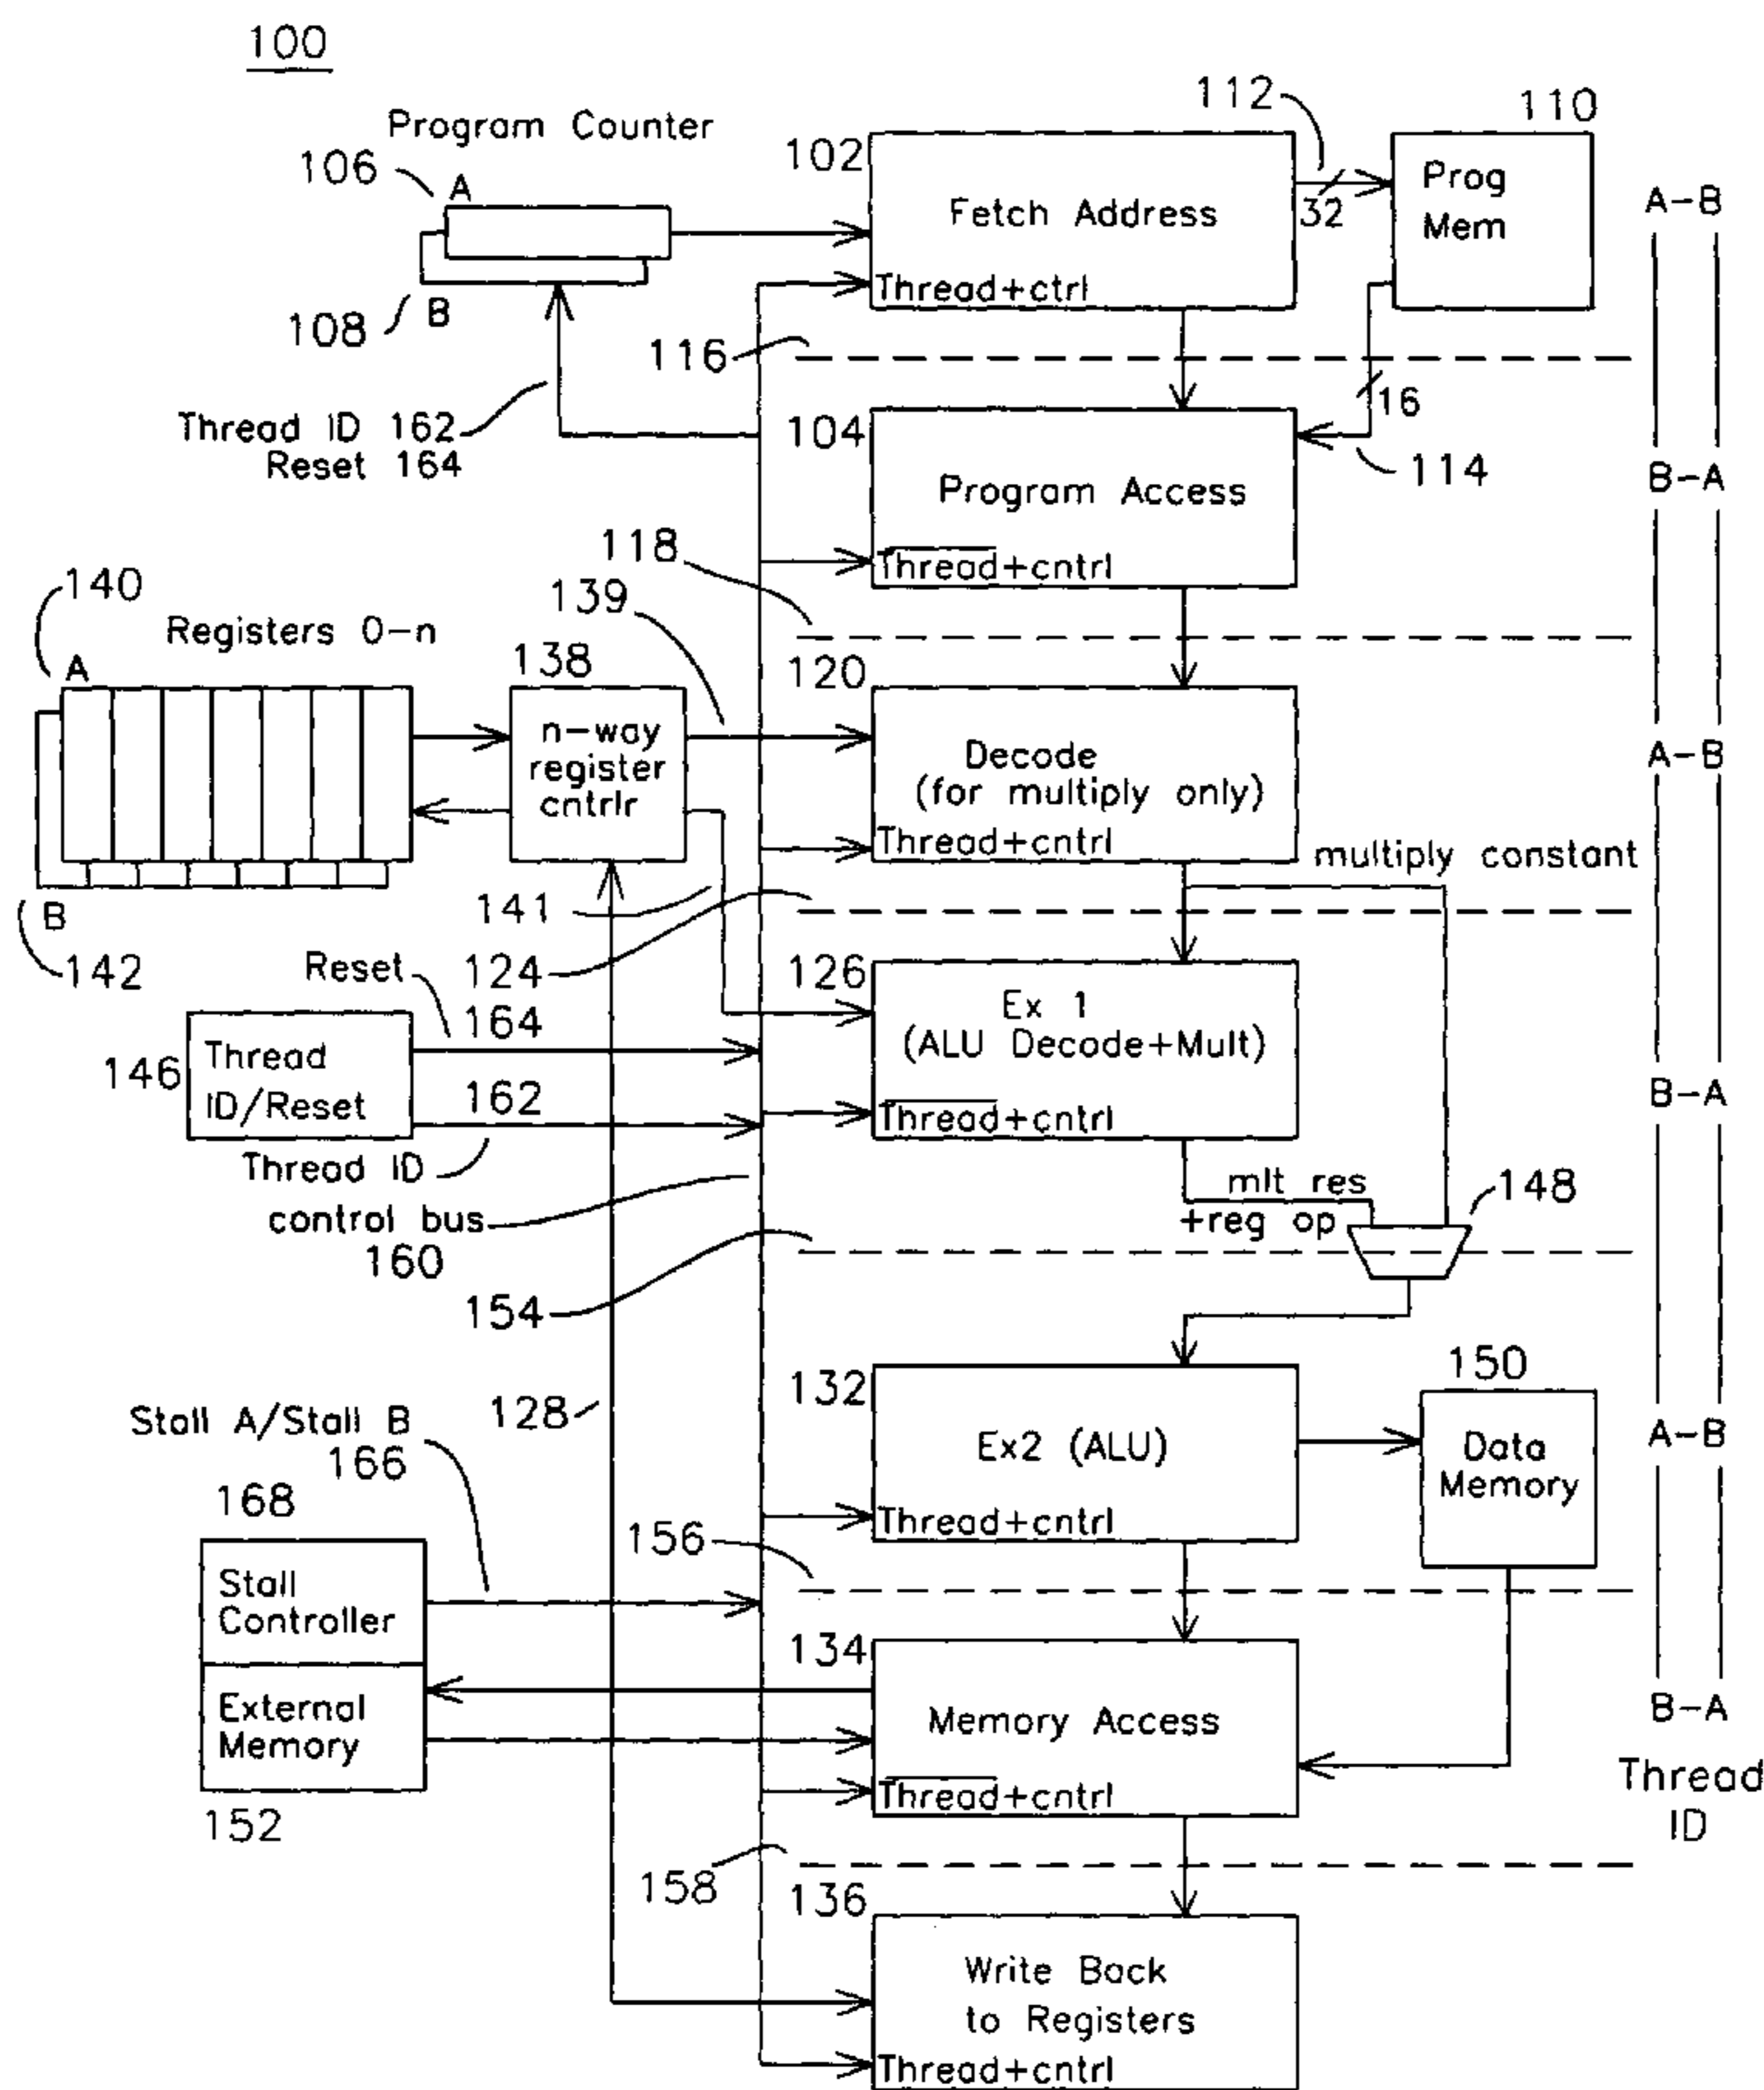 100
Program Counter
106
A
108
B
102
Fetch Address
Thread+ctrl
112
32
110
Prog
Mem
A-B
116
Thread ID 162
Reset 164
104
Program Access
Thread+cntrl
16
114
B-A
118
139
140
Registers 0-n
A
B
142
138
n-way
register
cntrlr
120
Decode
(for multiply only)
Thread+cntrl
A-B
multiply constant
141
124
126
Ex 1
(ALU Decode+Mult)
Thread+cntrl
B-A
Reset
164
146
Thread
ID/Reset
162
Thread ID
control bus
160
mlt res
+reg op
148
154
128
132
Ex2 (ALU)
Thread+cntrl
150
Data
Memory
A-B
Stall A/Stall B
166
168
Stall
Controller
156
External
Memory
152
134
Memory Access
Thread+cntrl
B-A
Thread
ID
158
136
Write Back
to Registers
Thread+cntrl